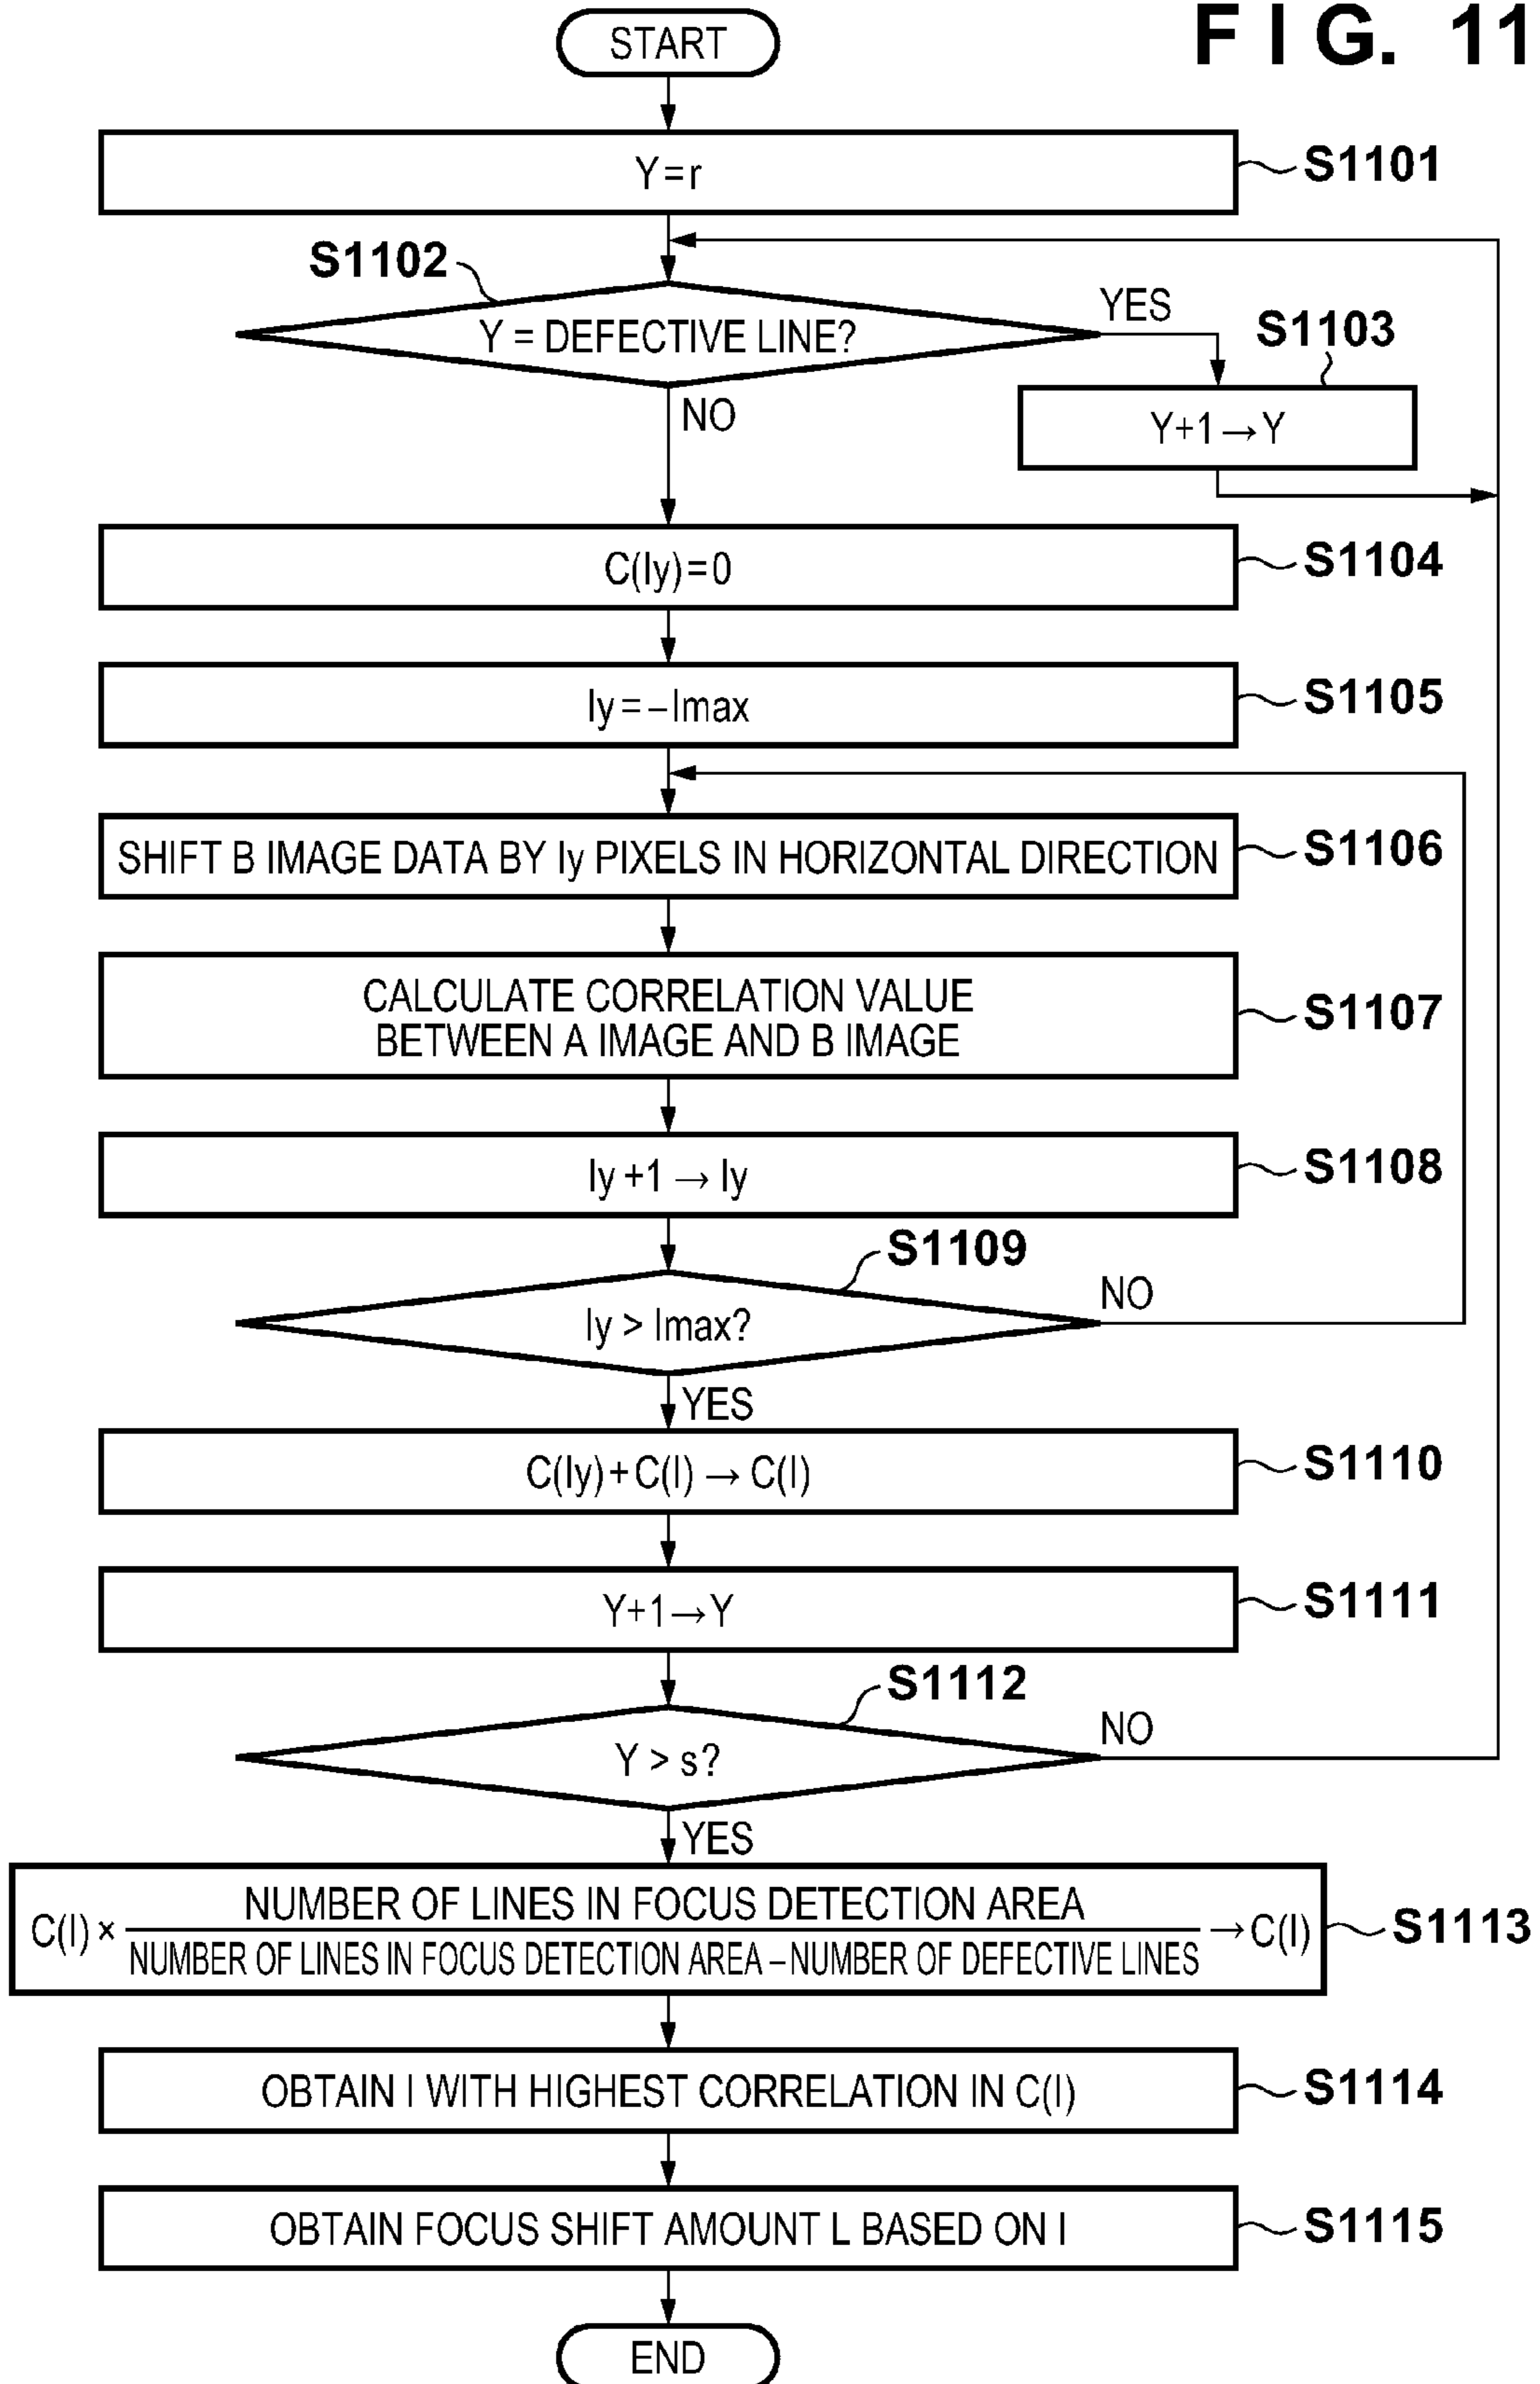 F I G. 11
START
Y=r
S1101
S1102
Y = DEFECTIVE LINE?
YES
S1103
Y+1→Y
NO
C(Iy)=0
S1104
Iy=−Imax
S1105
SHIFT B IMAGE DATA BY Iy PIXELS IN HORIZONTAL DIRECTION
S1106
CALCULATE CORRELATION VALUE
BETWEEN A IMAGE AND B IMAGE
S1107
Iy +1 → Iy
S1108
S1109
Iy > Imax?
NO
YES
C(Iy)+C(I) → C(I)
S1110
Y+1→Y
S1111
S1112
Y > s?
NO
YES
NUMBER OF LINES IN FOCUS DETECTION AREA
C(I) × → C(I)
NUMBER OF LINES IN FOCUS DETECTION AREA − NUMBER OF DEFECTIVE LINES
S1113
OBTAIN I WITH HIGHEST CORRELATION IN C(I)
S1114
OBTAIN FOCUS SHIFT AMOUNT L BASED ON I
S1115
END